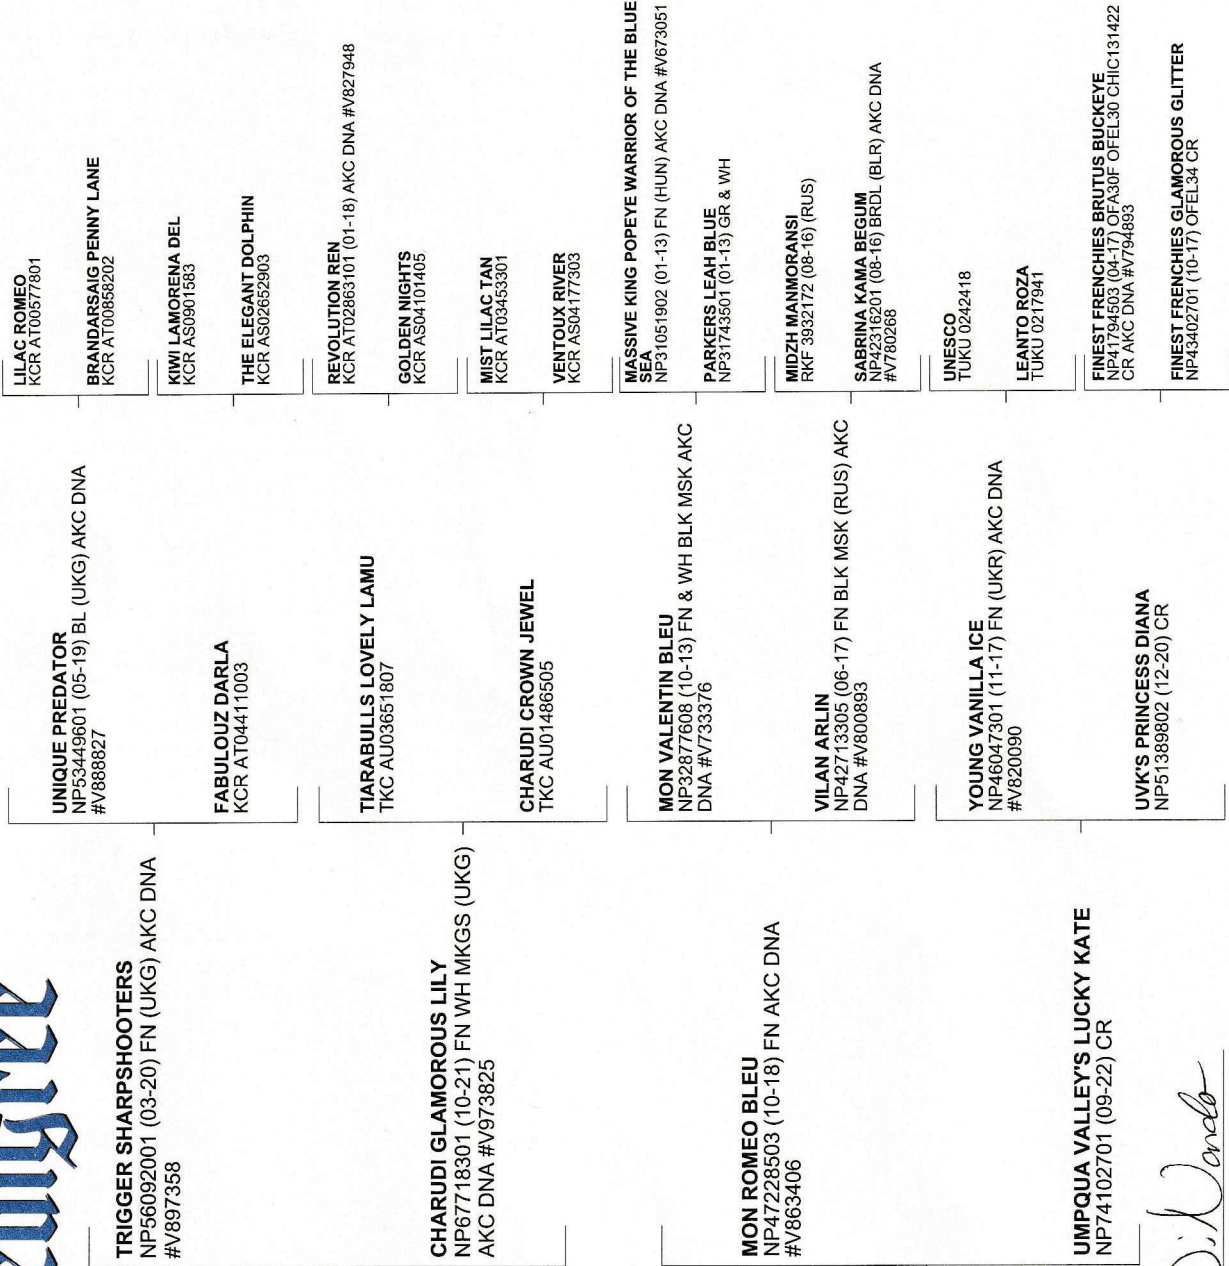 TRIGGER SHARPSHOOTERS
NP56092001 (03-20) FN (UKG) AKC DNA
#V897358
CHARUDI GLAMOROUS LILY
NP67718301 (10-21) FN WH MKGS (UKG)
AKC DNA #V973825
MON ROMEO BLEU
NP47228503 (10-18) FN AKC DNA
#V863406
UMPQUA VALLEY'S LUCKY KATE
NP74102701 (09-22) CR
UNIQUE PREDATOR
NP53449601 (05-19) BL (UKG) AKC DNA
#V888827
FABULOUZ DARLA
KCR AT04411003
TIARABULLS LOVELY LAMU
TKC AU03651807
CHARUDI CROWN JEWEL
TKC AU01486505
MON VALENTIN BLEU
NP32877608 (10-13) FN & WH BLK MSK AKC
DNA #V733376
VILAN ARLIN
NP42713305 (06-17) FN BLK MSK (RUS) AKC
DNA #V800893
YOUNG VANILLA ICE
NP46047301 (11-17) FN (UKR) AKC DNA
#V820090
UVK'S PRINCESS DIANA
NP51389802 (12-20) CR
LILAC ROMEO
KCR AT00577801
BRANDARSAIG PENNY LANE
KCR AT00858202
KIWI LAMORENA DEL
KCR AS0901583
THE ELEGANT DOLPHIN
KCR AS02652903
REVOLUTION REN
KCR AT02863101 (01-18) AKC DNA #V827948
GOLDEN NIGHTS
KCR AS04101405
MIST LILAC TAN
KCR AT03453301
VENTOUX RIVER
KCR AS04177303
MASSIVE KING POPEYE WARRIOR OF THE BLUE
SEA
NP31051902 (01-13) FN (HUN) AKC DNA #V673051
PARKERS LEAH BLUE
NP31743501 (01-13) GR & WH
MIDZH MANMORANSI
RKF 3932172 (08-16) (RUS)
SABRINA KAMA BEGUM
NP42316201 (08-16) BRDL (BLR) AKC DNA
#V780268
UNESCO
TUKU 0242418
LEANTO ROZA
TUKU 0217941
FINEST FRENCHIES BRUTUS BUCKEYE
NP41794503 (04-17) OFA30F OFEL30 CHIC131422
CR AKC DNA #V794893
FINEST FRENCHIES GLAMOROUS GLITTER
NP43402701 (10-17) OFEL34 CR